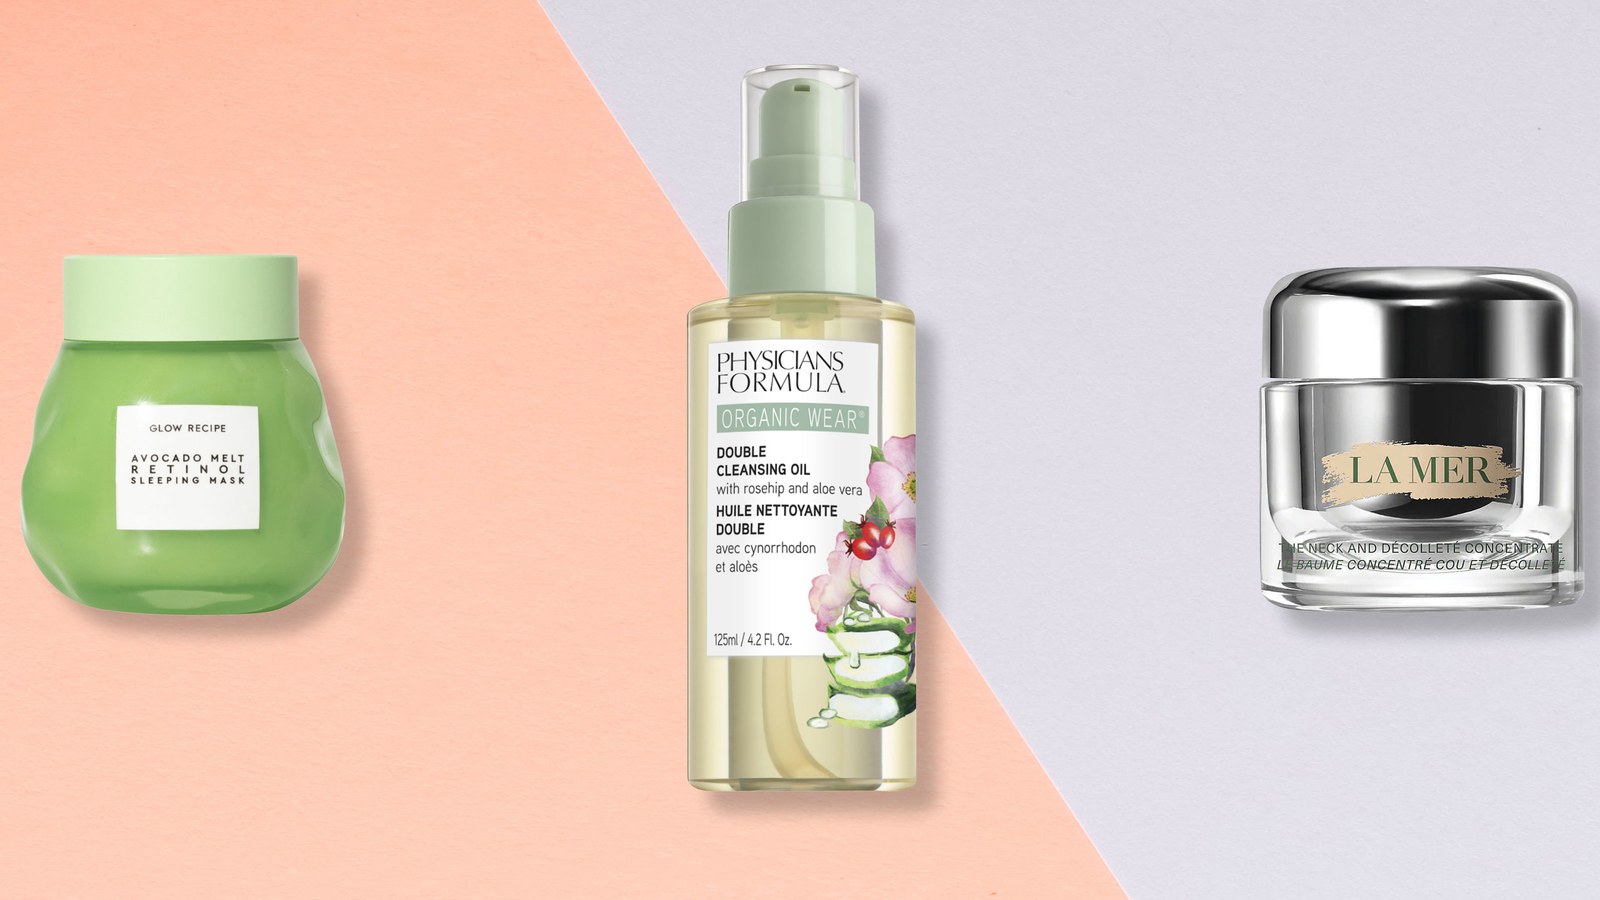 GLOW RECIPE
AVOCADO MELT
RETINOL
SLEEPING MASK
PHYSICIANS
FORMULA
ORGANIC WEAR®
DOUBLE
CLEANSING OIL
with rosehip and aloe vera
HUILE NETTOYANTE
DOUBLE
avec cynorrhodon
et aloès
125ml / 4.2 Fl. Oz.
LA MER
THE NECK AND DÉCOLLETÉ CONCENTRATE
LE BAUME CONCENTRÉ COU ET DÉCOLLETÉ